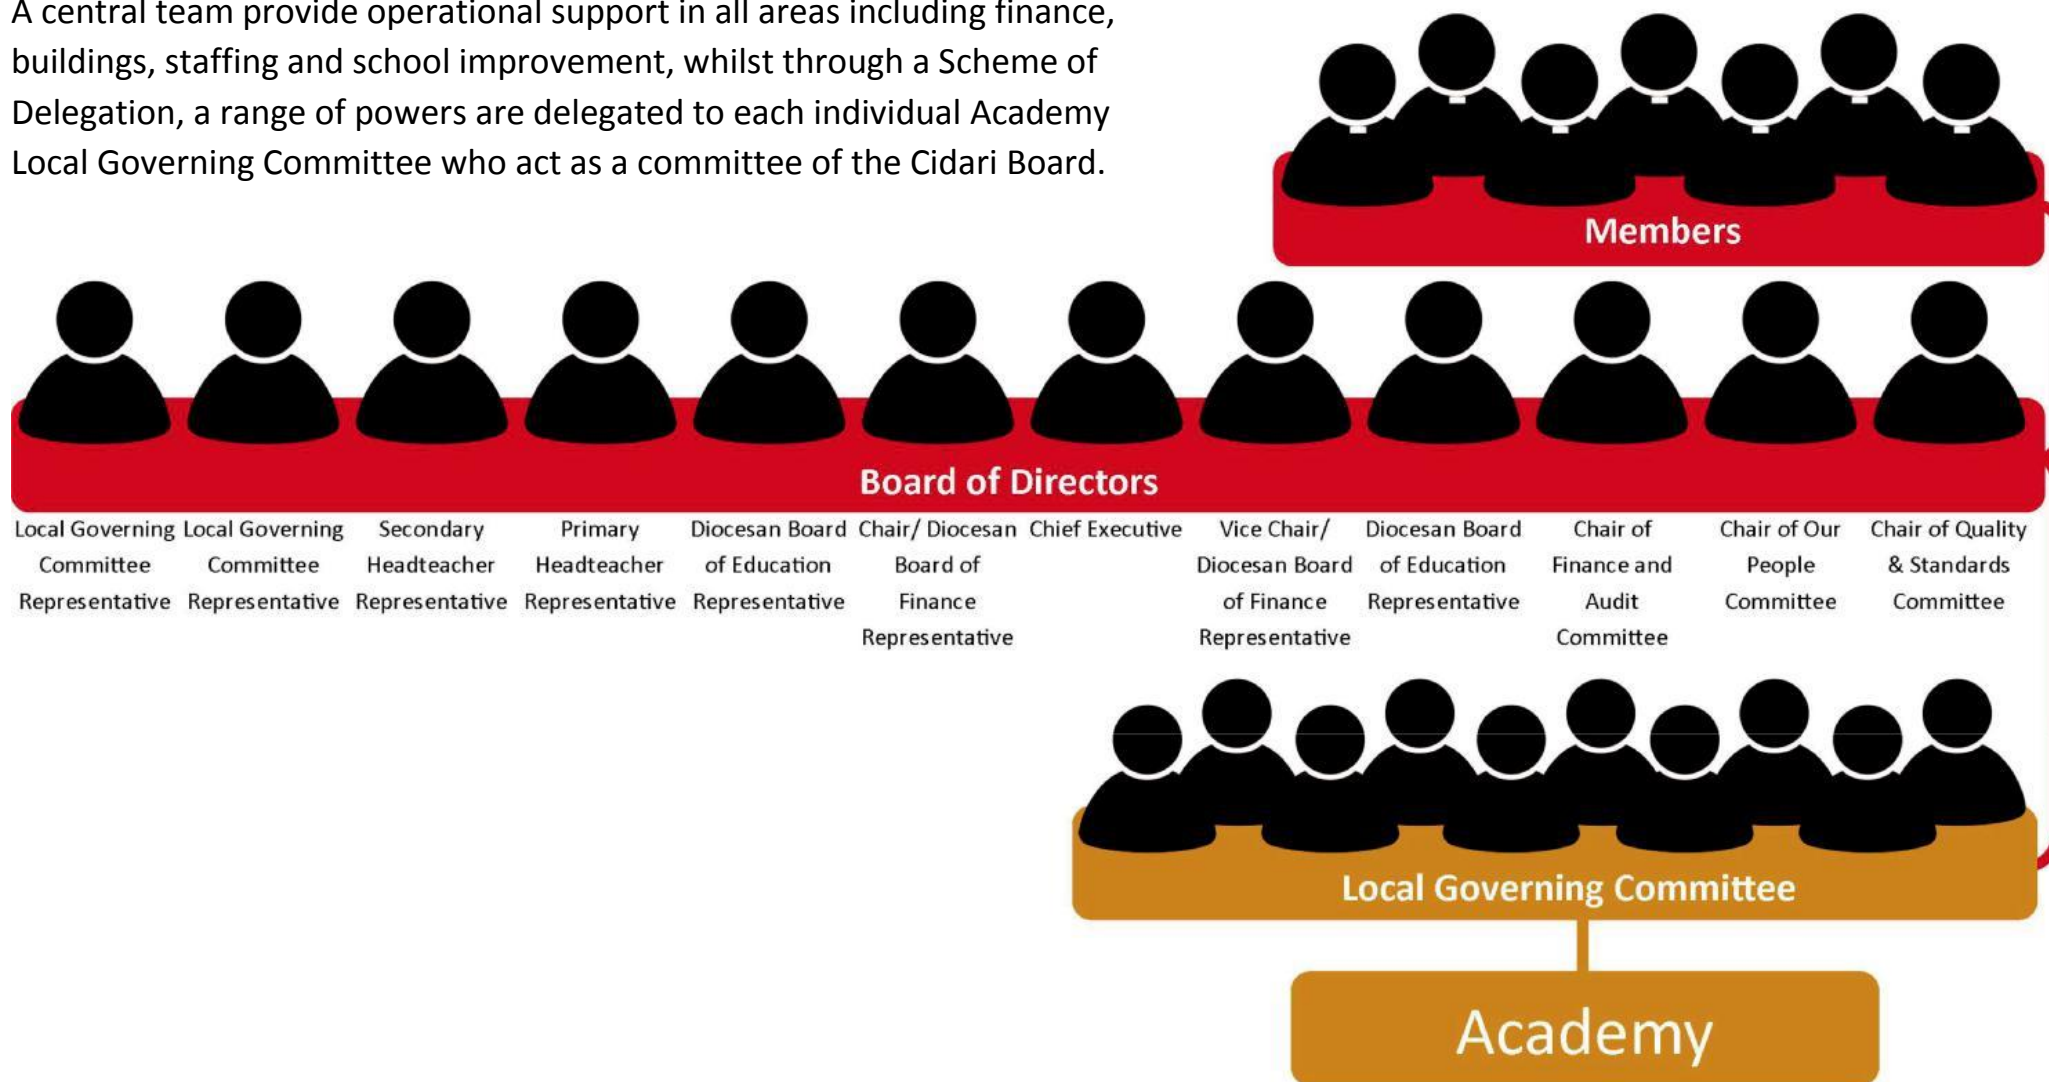 A central team provide operational support in all areas including finance,
buildings, staffing and school improvement, whilst through a Scheme of
Delegation, a range of powers are delegated to each individual Academy
Local Governing Committee who act as a committee of the Cidari Board.
Members
Board of Directors
Local Governing
Committee
Representative
Local Governing
Committee
Representative
Secondary
Headteacher
Representative
Primary
Headteacher
Representative
Diocesan Board
of Education
Representative
Chair/ Diocesan
Board of
Finance
Representative
Chief Executive
Vice Chair/
Diocesan Board
of Finance
Representative
Diocesan Board
of Education
Representative
Chair of
Finance and
Audit
Committee
Chair of Our
People
Committee
Chair of Quality
& Standards
Committee
Local Governing Committee
Academy